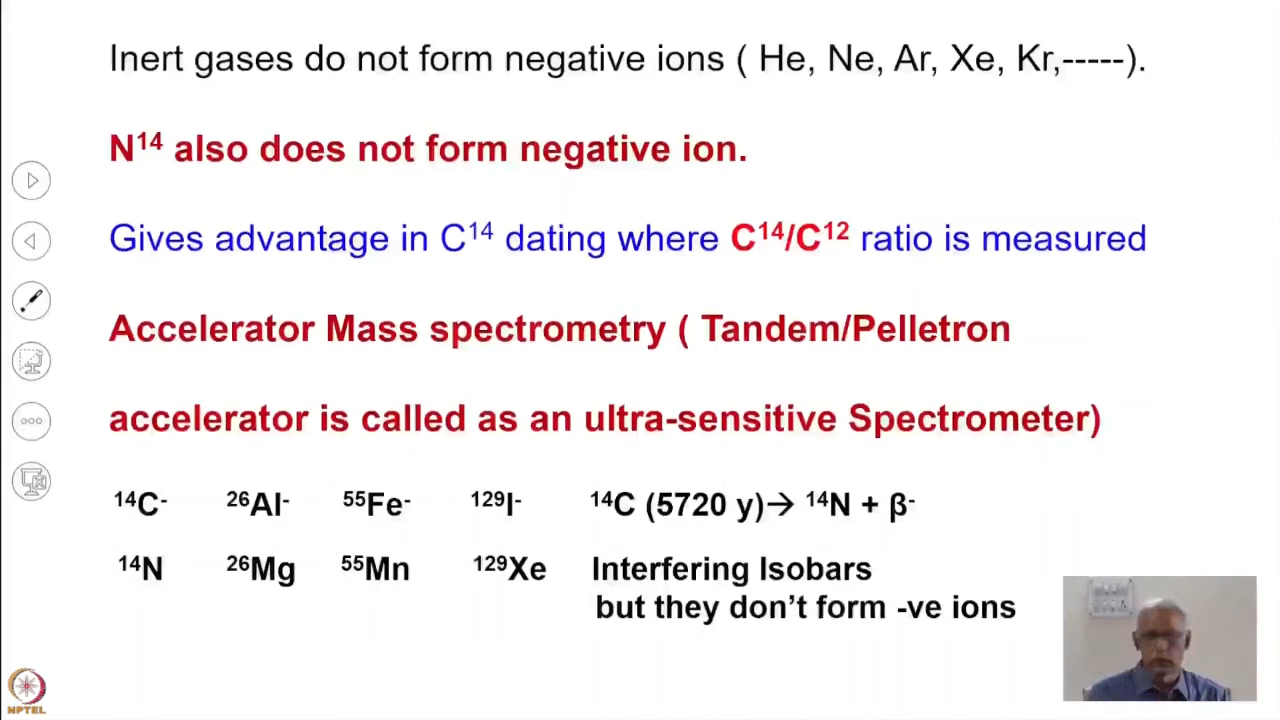 Inert gases do not form negative ions ( He, Ne, Ar, Xe, Kr,-----).
N¹⁴ also does not form negative ion.
Gives advantage in C¹⁴ dating where C¹⁴/C¹² ratio is measured
Accelerator Mass spectrometry ( Tandem/Pelletron
accelerator is called as an ultra-sensitive Spectrometer)
¹⁴C⁻ ²⁶Al⁻ ⁵⁵Fe⁻ ¹²⁹I⁻ ¹⁴C (5720 y)→ ¹⁴N + β⁻
¹⁴N ²⁶Mg ⁵⁵Mn ¹²⁹Xe Interfering Isobars
but they don’t form -ve ions
NPTEL